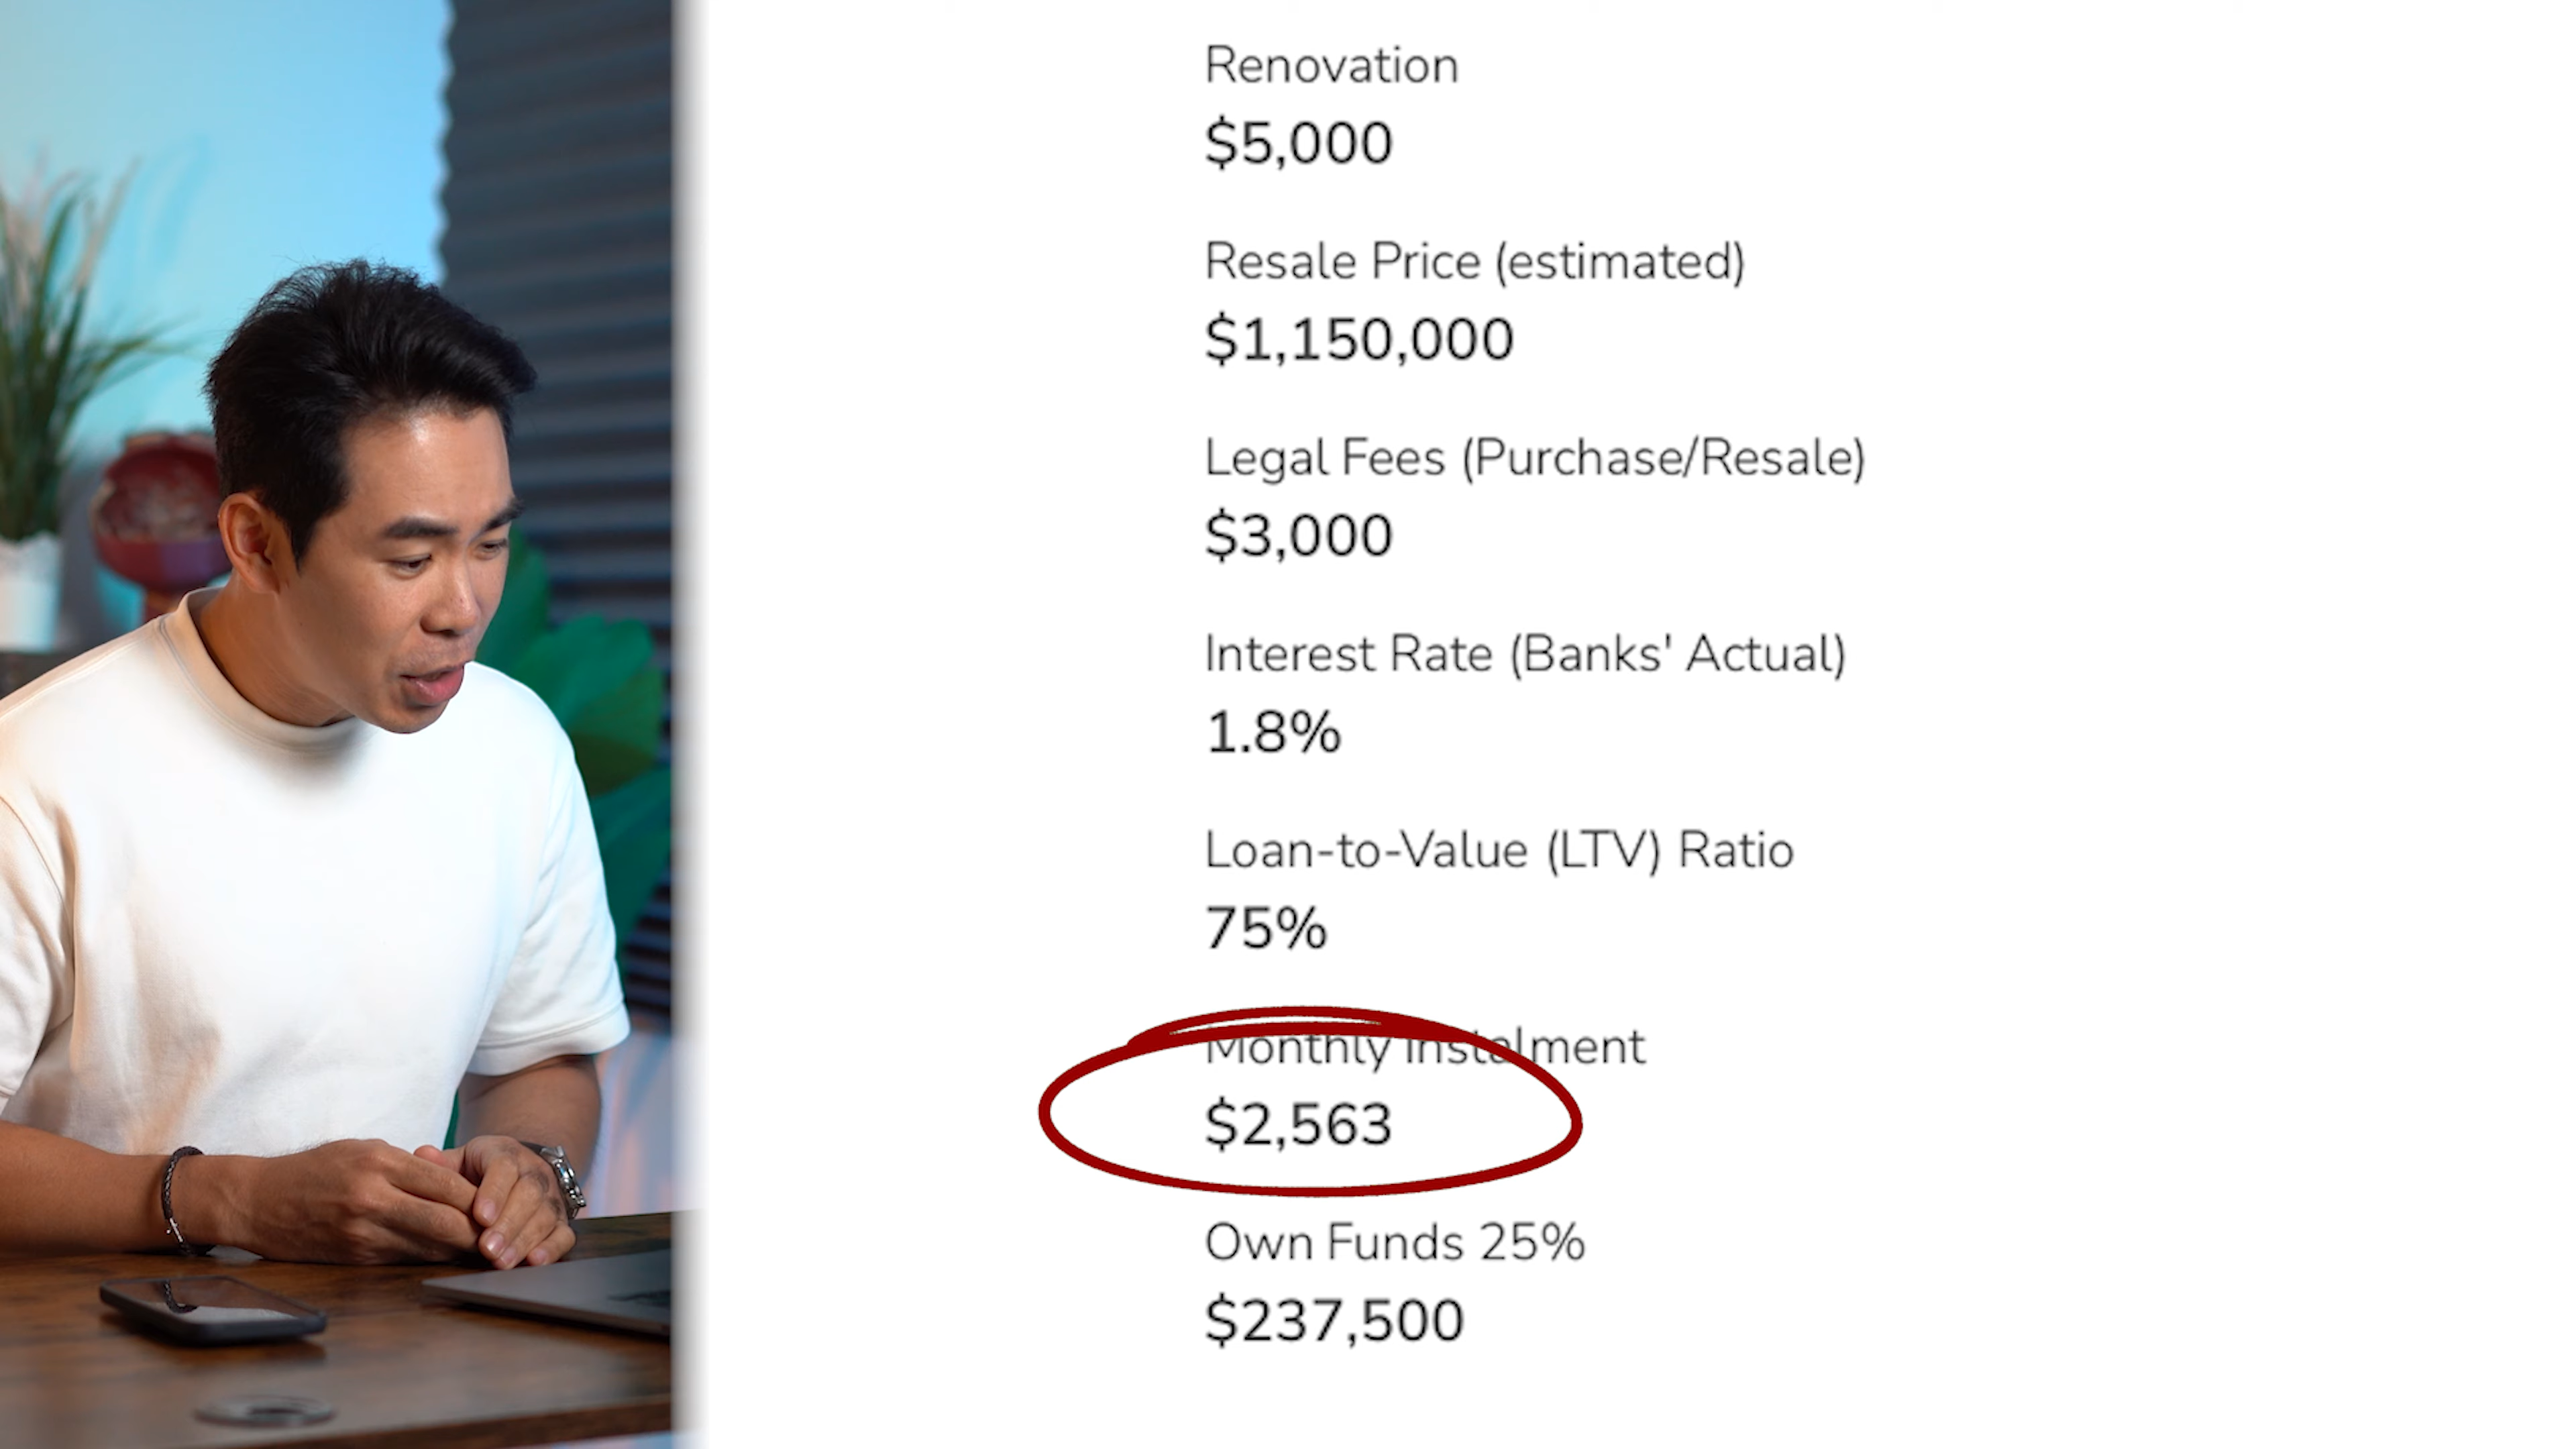 Renovation
$5,000
Resale Price (estimated)
$1,150,000
Legal Fees (Purchase/Resale)
$3,000
Interest Rate (Banks' Actual)
1.8%
Loan-to-Value (LTV) Ratio
75%
Monthly Instalment
$2,563
Own Funds 25%
$237,500